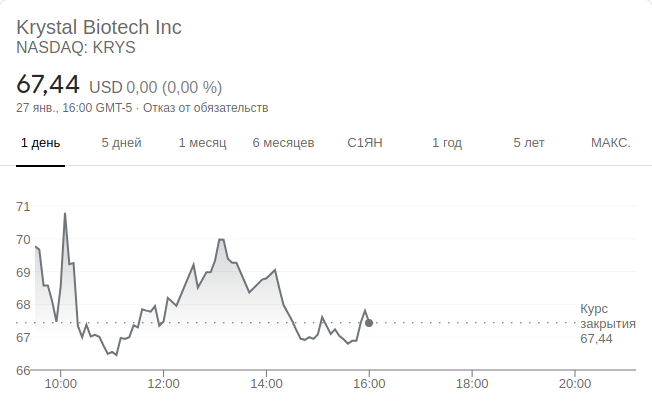 Krystal Biotech Inc
NASDAQ: KRYS
67,44 USD 0,00 (0,00 %)
27 янв., 16:00 GMT-5 · Отказ от обязательств
1 день 5 дней 1 месяц 6 месяцев С1ЯН 1 год 5 лет МАКС.
71
70
69
68
67
66
Курс
закрытия
67,44
10:00 12:00 14:00 16:00 18:00 20:00